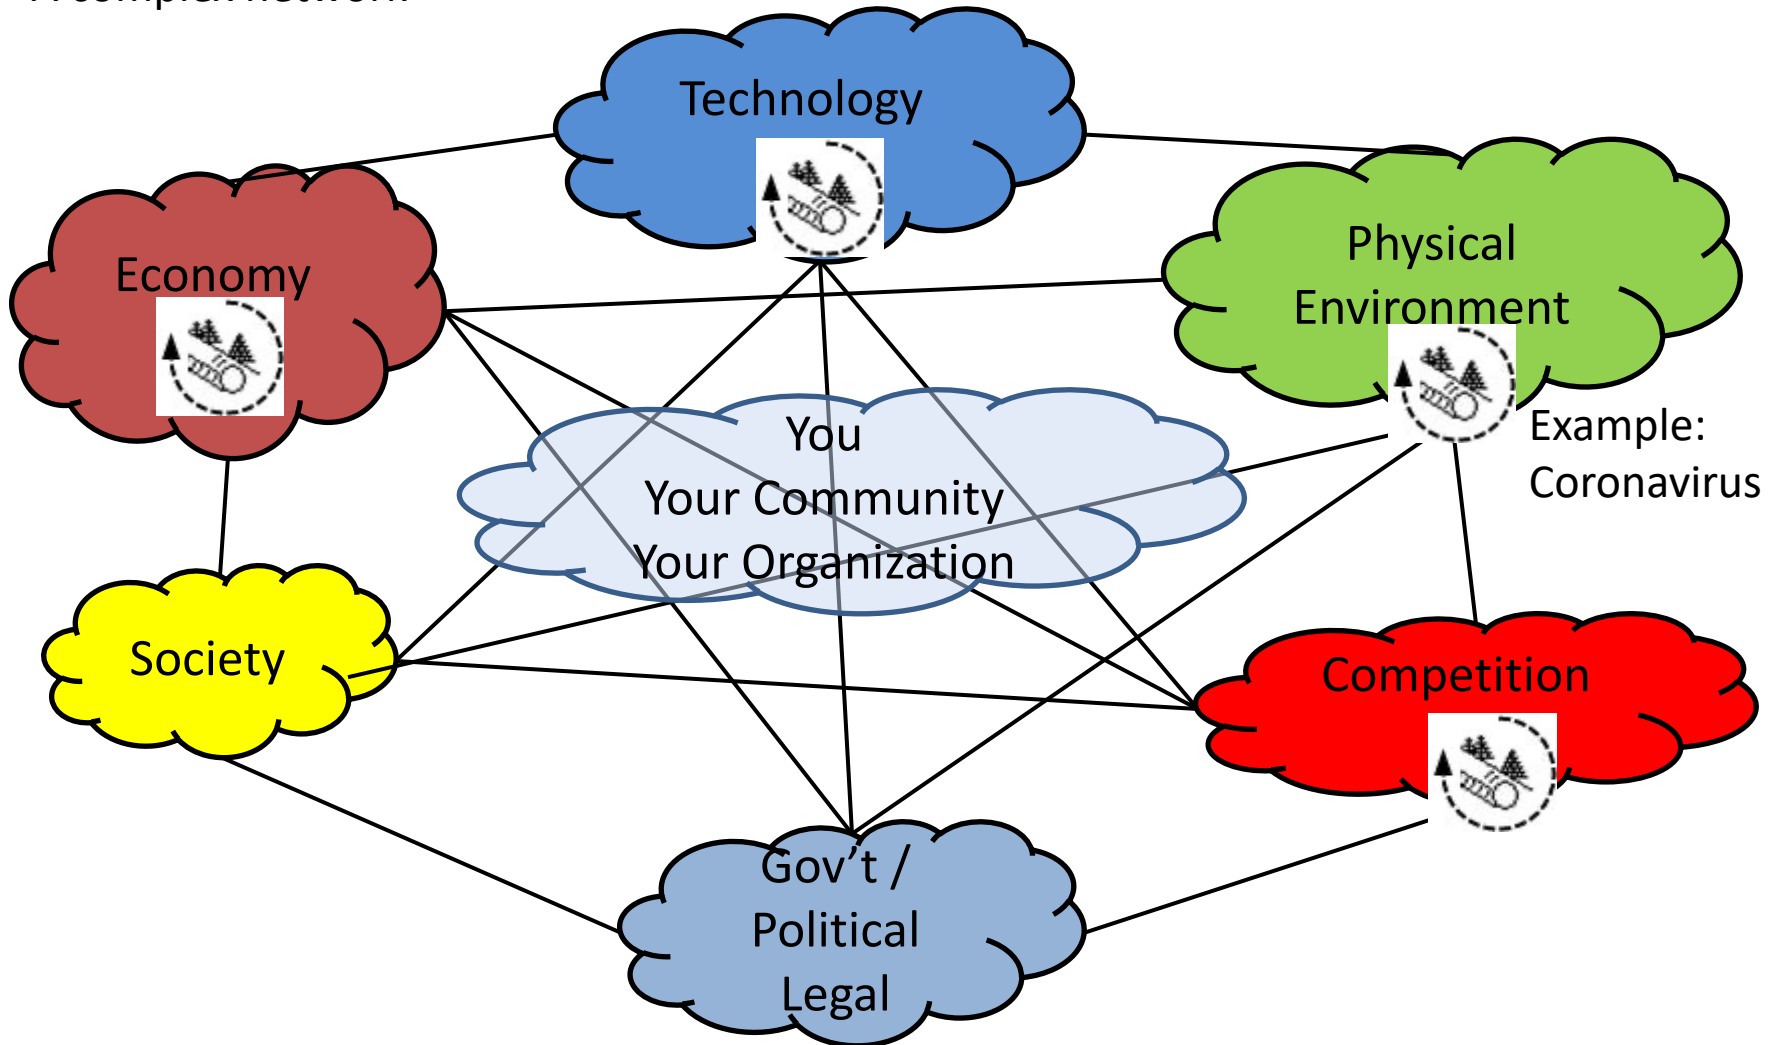 Technology
Economy
Physical
Environment
Example:
Coronavirus
You
Your Community
Your Organization
Society
Competition
Gov't /
Political
Legal